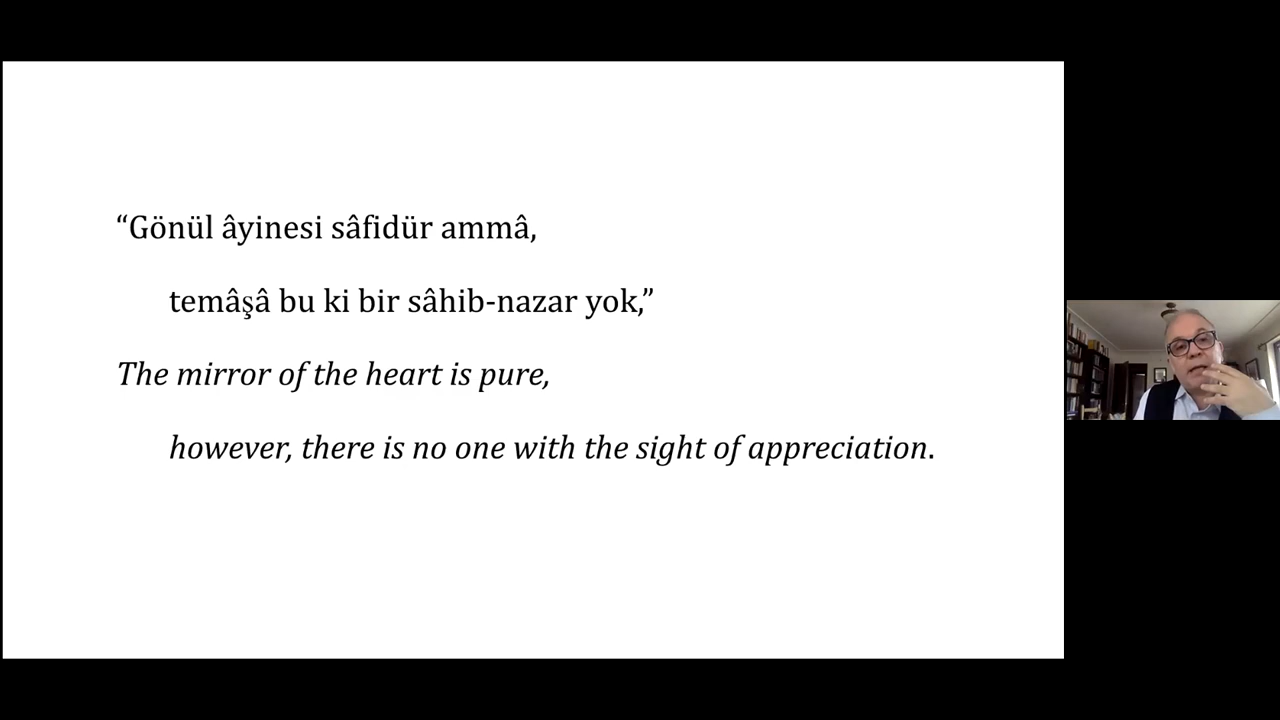 “Gönül âyinesi sâfidür ammâ,
temâşâ bu ki bir sâhib-nazar yok,”
The mirror of the heart is pure,
however, there is no one with the sight of appreciation.